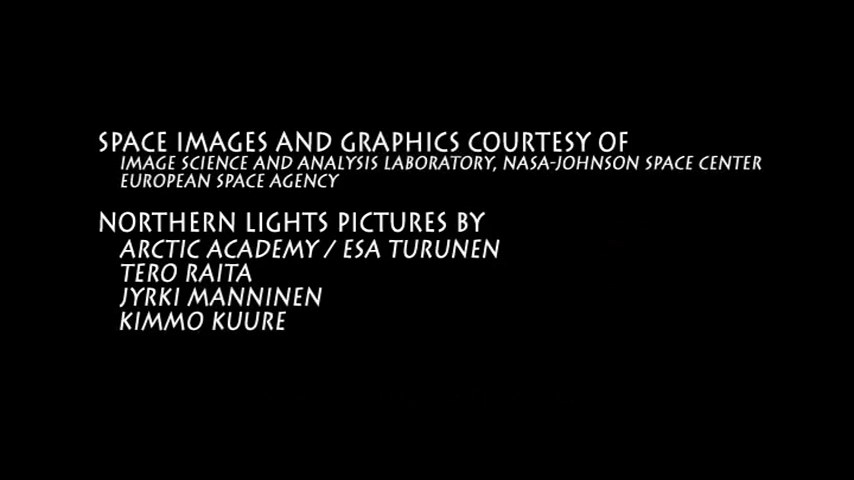 SPACE IMAGES AND GRAPHICS COURTESY OF
IMAGE SCIENCE AND ANALYSIS LABORATORY, NASA-JOHNSON SPACE CENTER
EUROPEAN SPACE AGENCY
NORTHERN LIGHTS PICTURES BY
ARCTIC ACADEMY / ESA TURUNEN
TERO RAITA
JYRKI MANNINEN
KIMMO KUURE